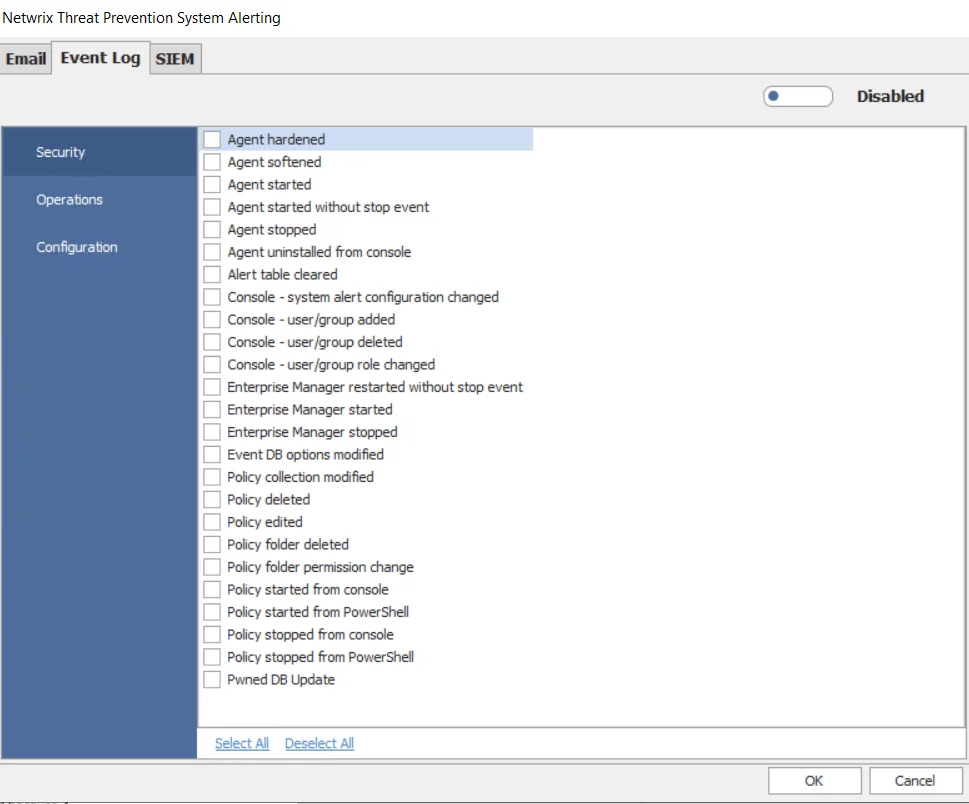 Netwrix Threat Prevention System Alerting
Email Event Log SIEM
Disabled
Security
Operations
Configuration
Agent hardened
Agent softened
Agent started
Agent started without stop event
Agent stopped
Agent uninstalled from console
Alert table cleared
Console - system alert configuration changed
Console - user/group added
Console - user/group deleted
Console - user/group role changed
Enterprise Manager restarted without stop event
Enterprise Manager started
Enterprise Manager stopped
Event DB options modified
Policy collection modified
Policy deleted
Policy edited
Policy folder deleted
Policy folder permission change
Policy started from console
Policy started from PowerShell
Policy stopped from console
Policy stopped from PowerShell
Pwned DB Update
Select All Deselect All
OK Cancel